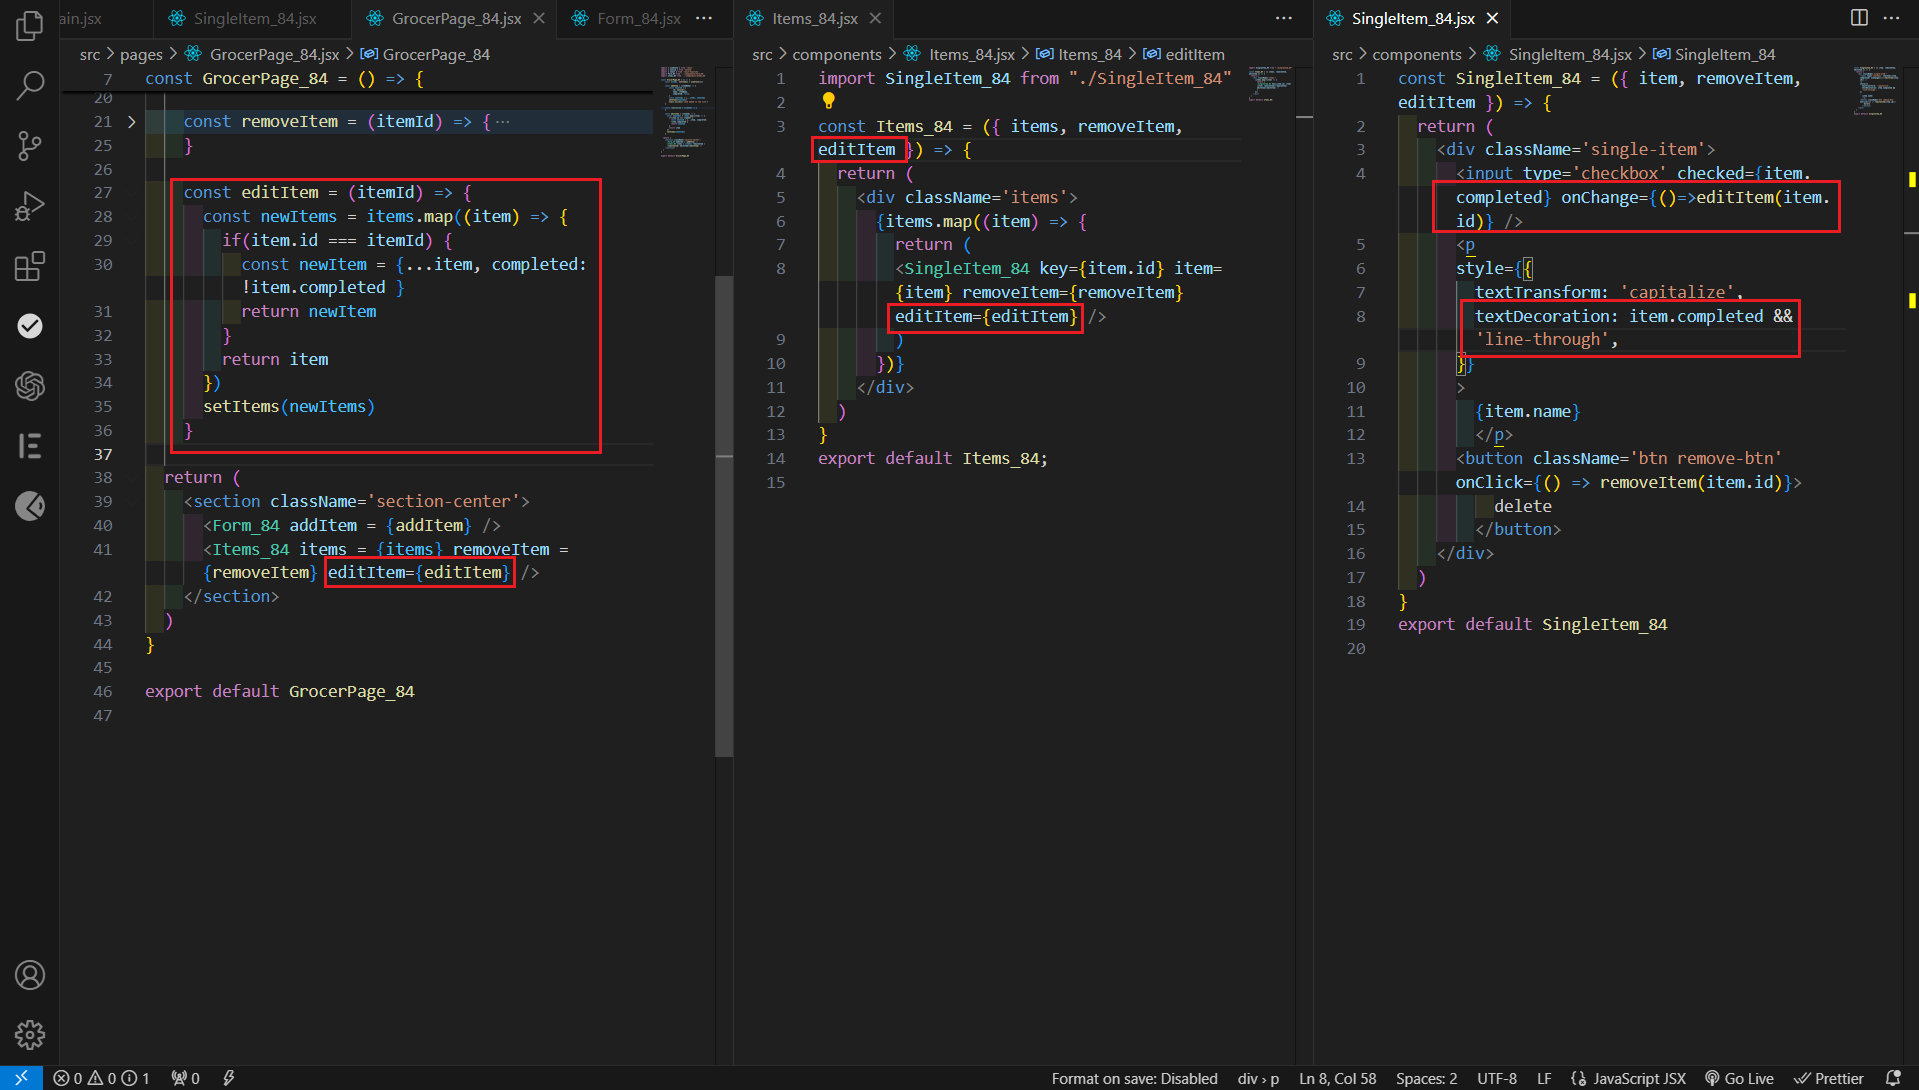 ain.jsx
SingleItem_84.jsx
GrocerPage_84.jsx
Form_84.jsx
src > pages > GrocerPage_84.jsx > GrocerPage_84
7 const GrocerPage_84 = () => {
20
21 const removeItem = (itemId) => {···
25 }
26
27 const editItem = (itemId) => {
28 const newItems = items.map((item) => {
29 if(item.id === itemId) {
30 const newItem = {...item, completed:
!item.completed }
31 return newItem
32 }
33 return item
34 })
35 setItems(newItems)
36 }
37
38 return (
39 <section className='section-center'>
40 <Form_84 addItem = {addItem} />
41 <Items_84 items = {items} removeItem =
{removeItem} editItem={editItem} />
42 </section>
43 )
44 }
45
46 export default GrocerPage_84
47
Items_84.jsx
src > components > Items_84.jsx > Items_84 > editItem
1 import SingleItem_84 from "./SingleItem_84"
2
3 const Items_84 = ({ items, removeItem,
editItem }) => {
4 return (
5 <div className='items'>
6 {items.map((item) => {
7 return (
8 <SingleItem_84 key={item.id} item=
{item} removeItem={removeItem}
editItem={editItem} />
9 )
10 })}
11 </div>
12 )
13 }
14 export default Items_84;
15
SingleItem_84.jsx
src > components > SingleItem_84.jsx > SingleItem_84
1 const SingleItem_84 = ({ item, removeItem,
editItem }) => {
2 return (
3 <div className='single-item'>
4 <input type='checkbox' checked={item.
completed} onChange={()=>editItem(item.
id)} />
5 <p
6 style={{
7 textTransform: 'capitalize',
8 textDecoration: item.completed &&
'line-through',
9 }}
10 >
11 {item.name}
12 </p>
13 <button className='btn remove-btn'
onClick={() => removeItem(item.id)}>
14 delete
15 </button>
16 </div>
17 )
18 }
19 export default SingleItem_84
20
0 0 1 0
Format on save: Disabled
div › p
Ln 8, Col 58
Spaces: 2
UTF-8
LF
JavaScript JSX
Go Live
Prettier